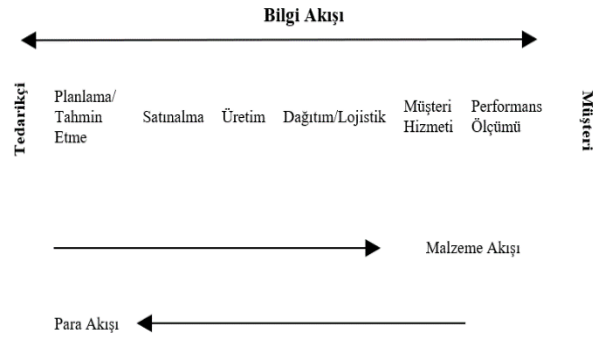 Bilgi Akışı
Tedarikçi
Planlama/
Tahmin
Etme
Satınalma
Üretim
Dağıtım/Lojistik
Müşteri
Hizmeti
Performans
Ölçümü
Müşteri
Malzeme Akışı
Para Akışı